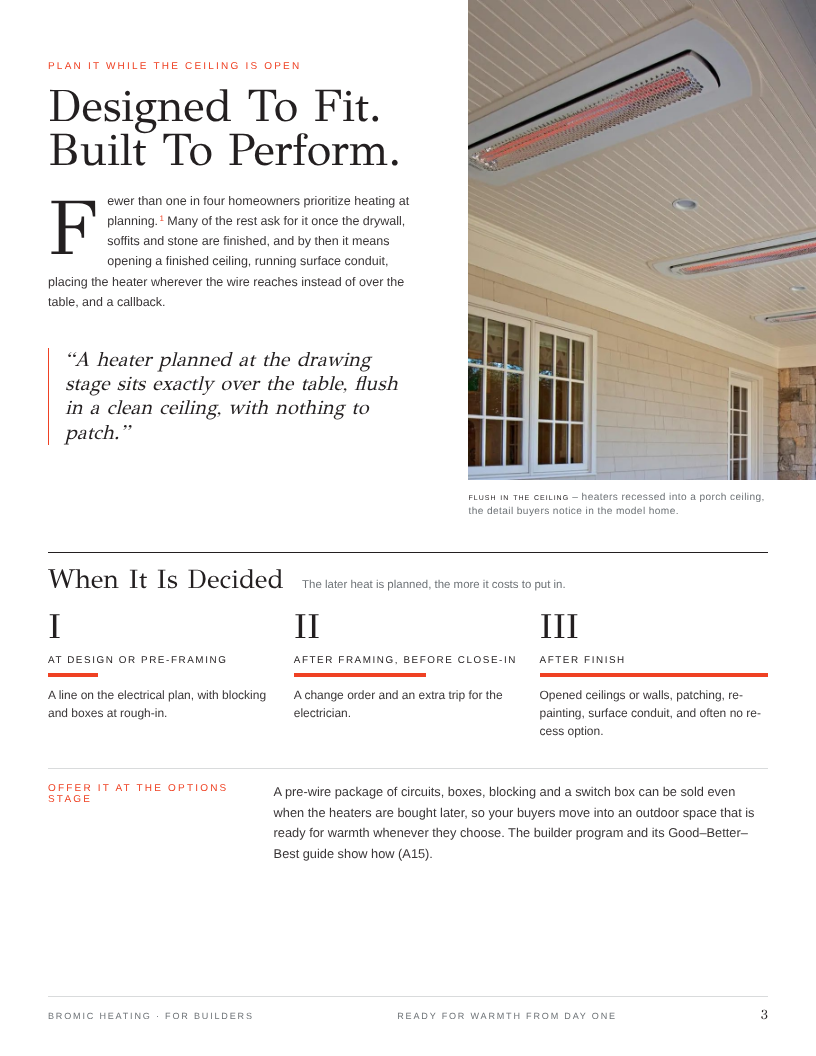 PLAN IT WHILE THE CEILING IS OPEN
Designed To Fit.
Built To Perform.
Fewer than one in four homeowners prioritize heating at
planning.1 Many of the rest ask for it once the drywall,
soffits and stone are finished, and by then it means
opening a finished ceiling, running surface conduit,
placing the heater wherever the wire reaches instead of over the
table, and a callback.
“A heater planned at the drawing
stage sits exactly over the table, flush
in a clean ceiling, with nothing to
patch.”
FLUSH IN THE CEILING – heaters recessed into a porch ceiling,
the detail buyers notice in the model home.
When It Is Decided
The later heat is planned, the more it costs to put in.
I
AT DESIGN OR PRE-FRAMING
A line on the electrical plan, with blocking
and boxes at rough-in.
II
AFTER FRAMING, BEFORE CLOSE-IN
A change order and an extra trip for the
electrician.
III
AFTER FINISH
Opened ceilings or walls, patching, re-
painting, surface conduit, and often no re-
cess option.
OFFER IT AT THE OPTIONS
STAGE
A pre-wire package of circuits, boxes, blocking and a switch box can be sold even
when the heaters are bought later, so your buyers move into an outdoor space that is
ready for warmth whenever they choose. The builder program and its Good–Better–
Best guide show how (A15).
BROMIC HEATING · FOR BUILDERS
READY FOR WARMTH FROM DAY ONE
3